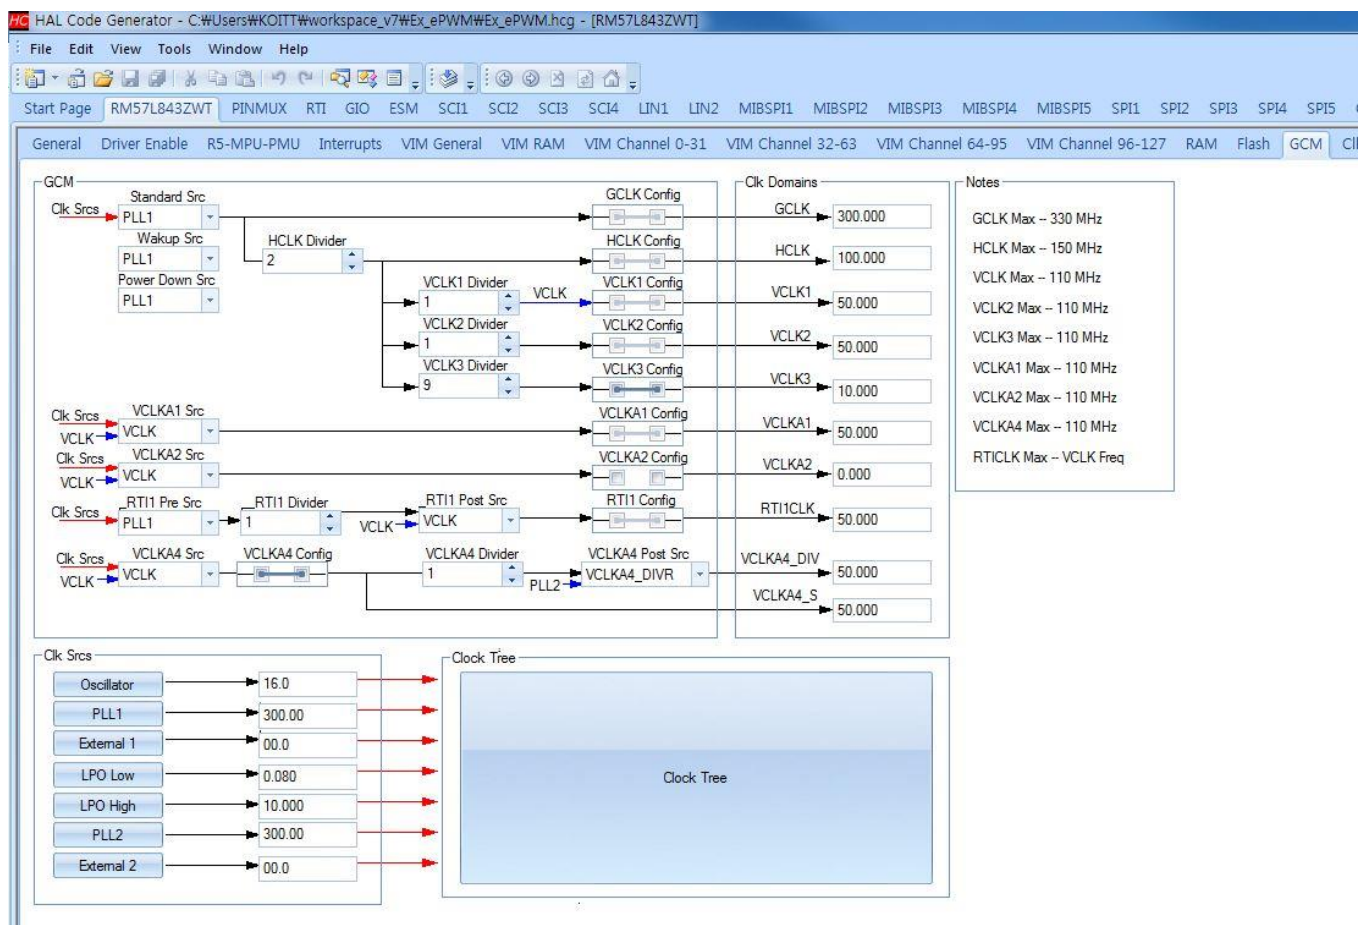 HC HAL Code Generator - C:₩Users₩KOITT₩workspace_v7₩Ex_ePWM₩Ex_ePWM.hcg - [RM57L843ZWT]
File Edit View Tools Window Help
Start Page RM57L843ZWT PINMUX RTI GIO ESM SCI1 SCI2 SCI3 SCI4 LIN1 LIN2 MIBSPI1 MIBSPI2 MIBSPI3 MIBSPI4 MIBSPI5 SPI1 SPI2 SPI3 SPI4 SPI5
General Driver Enable R5-MPU-PMU Interrupts VIM General VIM RAM VIM Channel 0-31 VIM Channel 32-63 VIM Channel 64-95 VIM Channel 96-127 RAM Flash GCM
GCM
Clk Srcs
Standard Src
PLL1
Wakup Src
PLL1
Power Down Src
PLL1
HCLK Divider
2
VCLK1 Divider
1
VCLK
VCLK2 Divider
1
VCLK3 Divider
9
GCLK Config
HCLK Config
VCLK1 Config
VCLK2 Config
VCLK3 Config
Clk Srcs
VCLK
VCLKA1 Src
VCLK
VCLKA1 Config
Clk Srcs
VCLK
VCLKA2 Src
VCLK
VCLKA2 Config
Clk Srcs
_RTI1 Pre Src
PLL1
_RTI1 Divider
1
VCLK
_RTI1 Post Src
VCLK
RTI1 Config
Clk Srcs
VCLK
VCLKA4 Src
VCLK
VCLKA4 Config
VCLKA4 Divider
1
PLL2
VCLKA4 Post Src
VCLKA4_DIVR
Clk Domains
GCLK 300.000
HCLK 100.000
VCLK1 50.000
VCLK2 50.000
VCLK3 10.000
VCLKA1 50.000
VCLKA2 0.000
RTI1CLK 50.000
VCLKA4_DIV 50.000
VCLKA4_S 50.000
Notes
GCLK Max -- 330 MHz
HCLK Max -- 150 MHz
VCLK Max -- 110 MHz
VCLK2 Max -- 110 MHz
VCLK3 Max -- 110 MHz
VCLKA1 Max -- 110 MHz
VCLKA2 Max -- 110 MHz
VCLKA4 Max -- 110 MHz
RTICLK Max -- VCLK Freq
Clk Srcs
Oscillator 16.0
PLL1 300.00
External 1 00.0
LPO Low 0.080
LPO High 10.000
PLL2 300.00
External 2 00.0
Clock Tree
Clock Tree